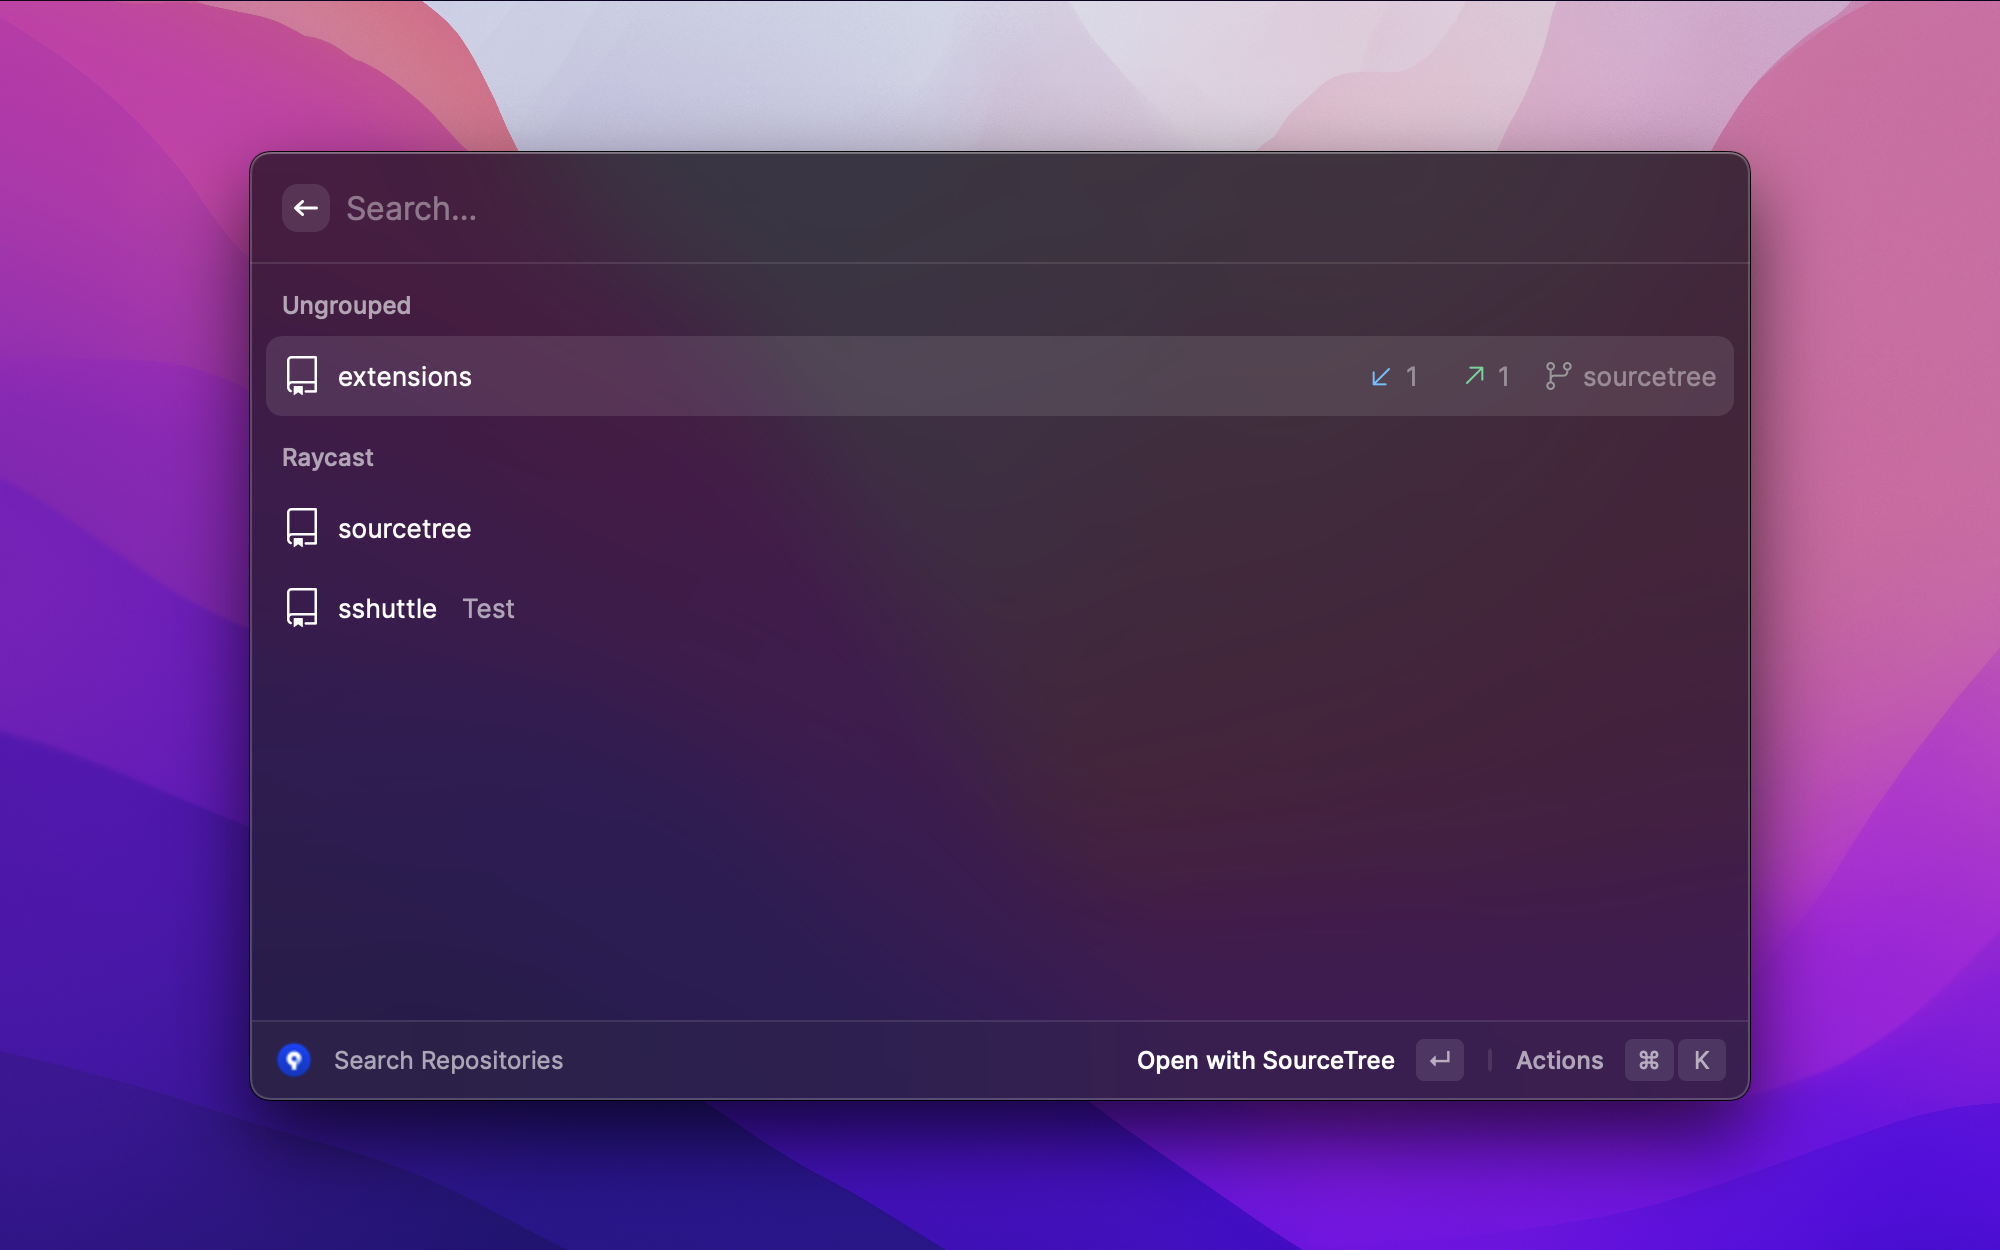 Search...
Ungrouped
extensions 1 1 sourcetree
Raycast
sourcetree
sshuttle Test
Search Repositories Open with SourceTree ↵ Actions ⌘ K